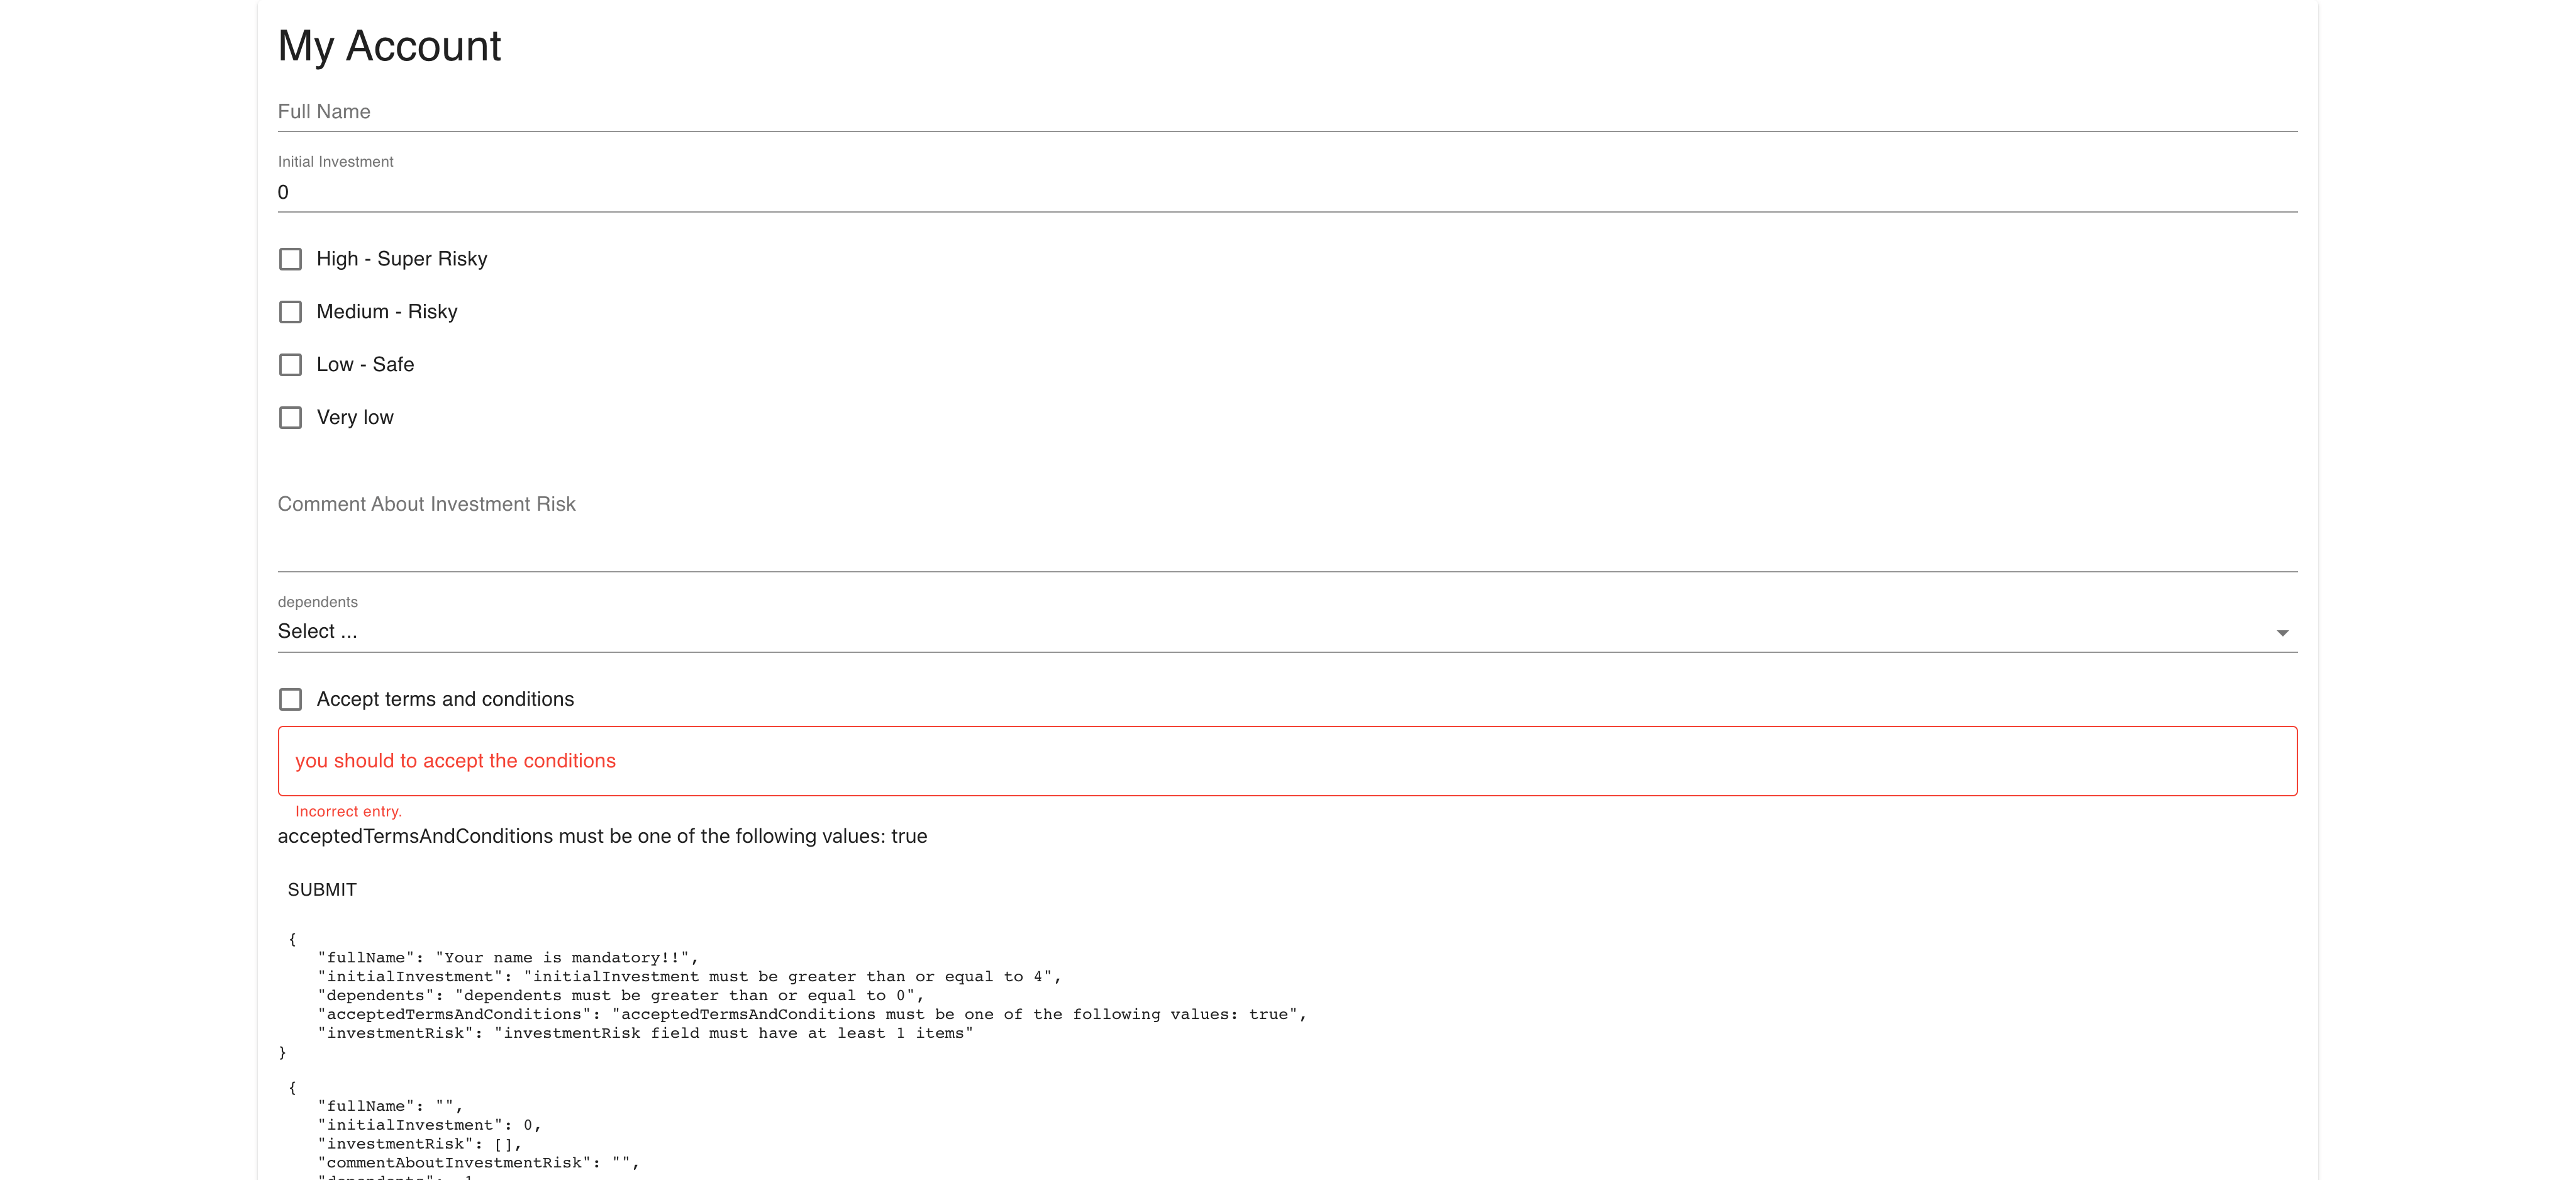 My Account
Full Name
Initial Investment
0
High - Super Risky
Medium - Risky
Low - Safe
Very low
Comment About Investment Risk
dependents
Select ...
Accept terms and conditions
you should to accept the conditions
Incorrect entry.
acceptedTermsAndConditions must be one of the following values: true
SUBMIT
{
"fullName": "Your name is mandatory!!",
"initialInvestment": "initialInvestment must be greater than or equal to 4",
"dependents": "dependents must be greater than or equal to 0",
"acceptedTermsAndConditions": "acceptedTermsAndConditions must be one of the following values: true",
"investmentRisk": "investmentRisk field must have at least 1 items"
}
{
"fullName": "",
"initialInvestment": 0,
"investmentRisk": [],
"commentAboutInvestmentRisk": "",